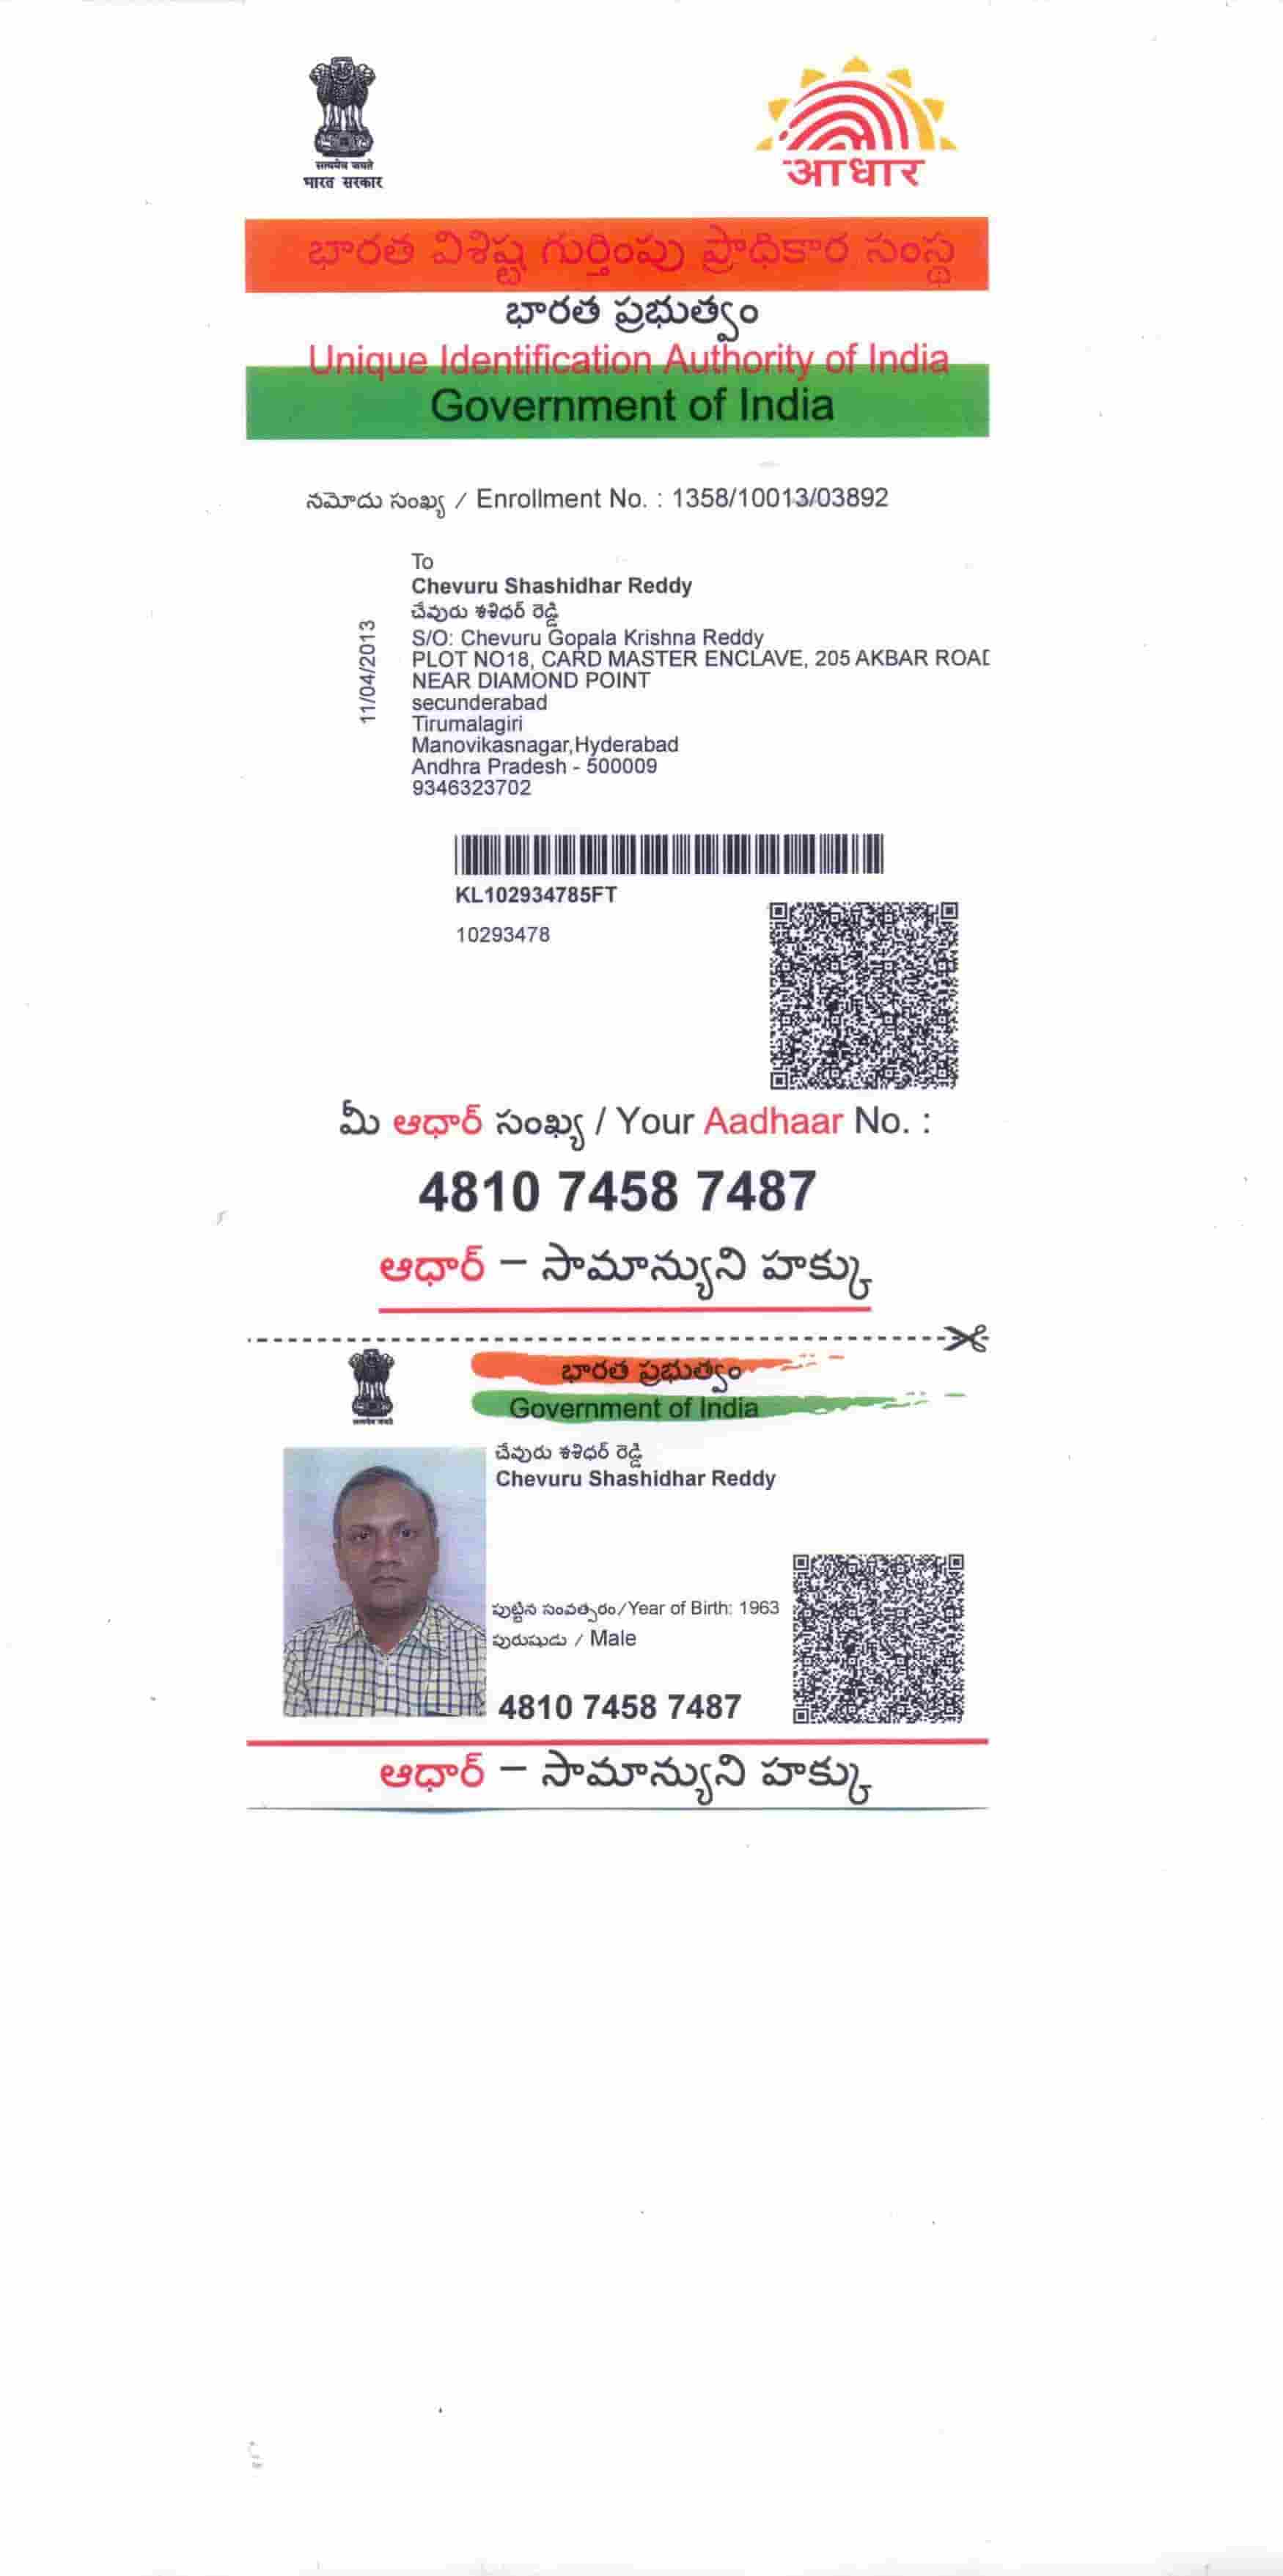 सत्यमेव जयते
भारत सरकार
आधार
భారత విశిష్ట గుర్తింపు ప్రాధికార సంస్థ
భారత ప్రభుత్వం
Unique Identification Authority of India
Government of India
నమోదు సంఖ్య / Enrollment No. : 1358/10013/03892
11/04/2013
To
Chevuru Shashidhar Reddy
చేవురు శశిధర్ రెడ్డి
S/O: Chevuru Gopala Krishna Reddy
PLOT NO18, CARD MASTER ENCLAVE, 205 AKBAR ROAD
NEAR DIAMOND POINT
secunderabad
Tirumalagiri
Manovikasnagar,Hyderabad
Andhra Pradesh - 500009
9346323702
KL102934785FT
10293478
మీ ఆధార్ సంఖ్య / Your Aadhaar No. :
4810 7458 7487
ఆధార్ – సామాన్యుని హక్కు
భారత ప్రభుత్వం
Government of India
సత్యమేవ జయతే
చేవురు శశిధర్ రెడ్డి
Chevuru Shashidhar Reddy
పుట్టిన సంవత్సరం/Year of Birth: 1963
పురుషుడు / Male
4810 7458 7487
ఆధార్ – సామాన్యుని హక్కు